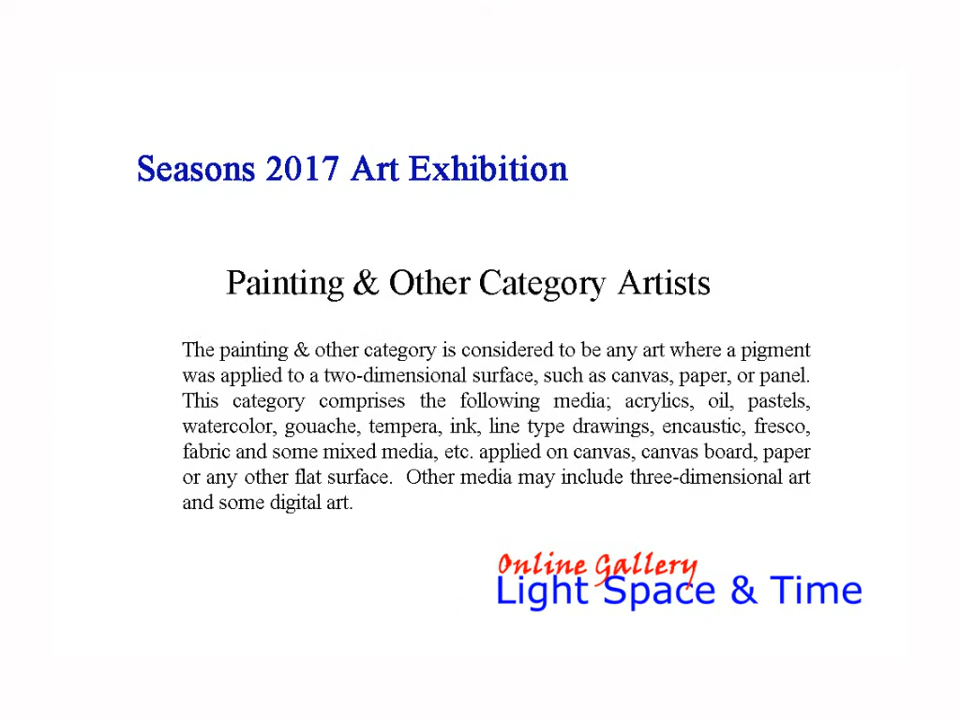 Seasons 2017 Art Exhibition
Painting & Other Category Artists
The painting & other category is considered to be any art where a pigment
was applied to a two-dimensional surface, such as canvas, paper, or panel.
This category comprises the following media; acrylics, oil, pastels,
watercolor, gouache, tempera, ink, line type drawings, encaustic, fresco,
fabric and some mixed media, etc. applied on canvas, canvas board, paper
or any other flat surface.  Other media may include three-dimensional art
and some digital art.
Online Gallery
Light Space & Time